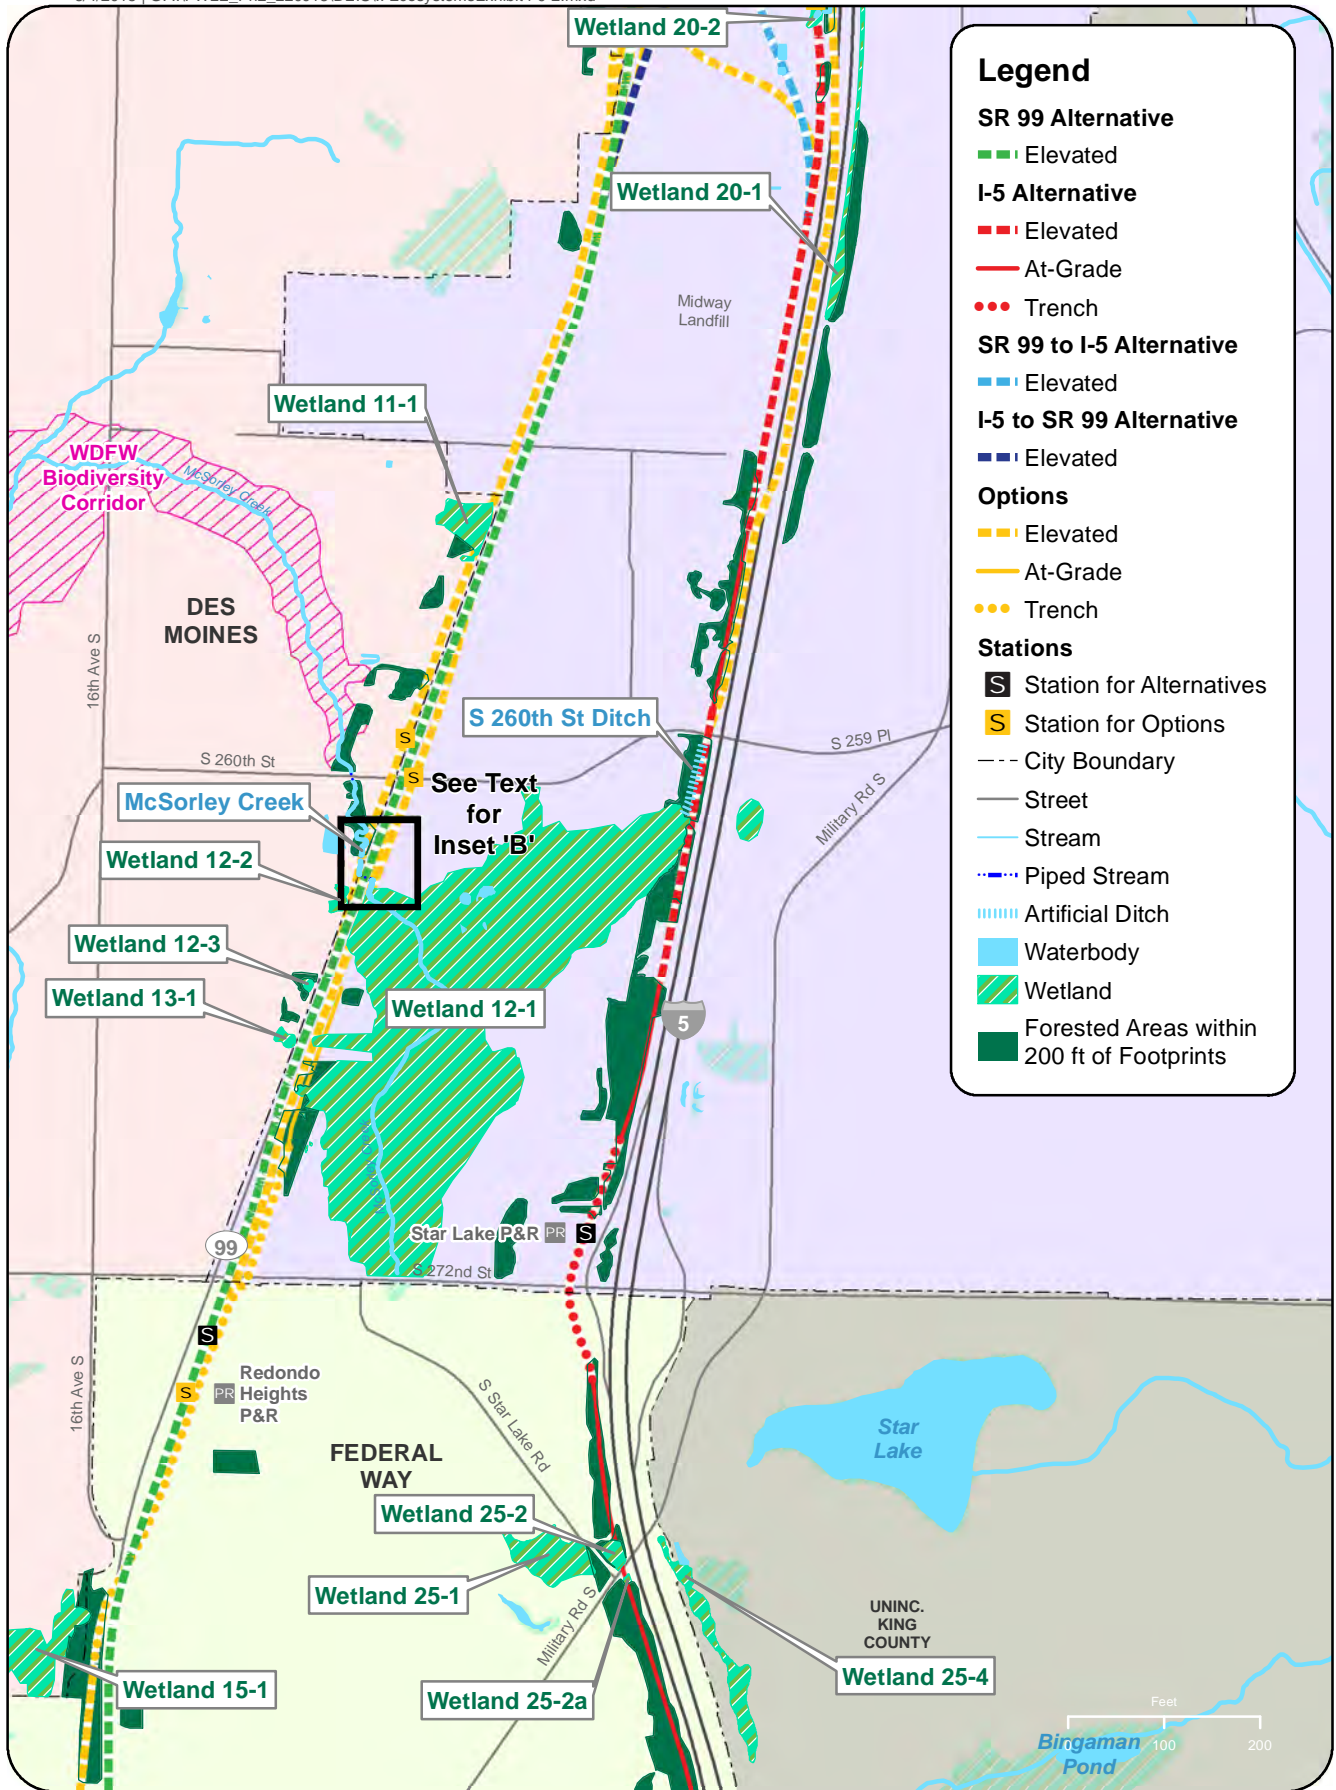 Wetland 20-2
Legend
SR 99 Alternative
Elevated
I-5 Alternative
Elevated
At-Grade
Trench
SR 99 to I-5 Alternative
Elevated
I-5 to SR 99 Alternative
Elevated
Options
Elevated
At-Grade
Trench
Stations
S Station for Alternatives
S Station for Options
City Boundary
Street
Stream
Piped Stream
Artificial Ditch
Waterbody
Wetland
Forested Areas within
200 ft of Footprints
Wetland 20-1
Midway
Landfill
Wetland 11-1
WDFW
Biodiversity
Corridor
McSorley Creek
DES
MOINES
16th Ave S
S 260th St Ditch
S 259 Pl
S 260th St
S
S
See Text
for
Inset 'B'
McSorley Creek
Military Rd S
Wetland 12-2
Wetland 12-3
Wetland 13-1
Wetland 12-1
5
McSorley Creek
Star Lake P&R PR S
99
S 272nd St
S
16th Ave S
S PR
Redondo
Heights
P&R
S Star Lake Rd
Star
Lake
FEDERAL
WAY
Wetland 25-2
Wetland 25-1
Military Rd S
UNINC.
KING
COUNTY
Wetland 25-4
Wetland 15-1
Wetland 25-2a
Feet
0 100 200
Bingaman
Pond